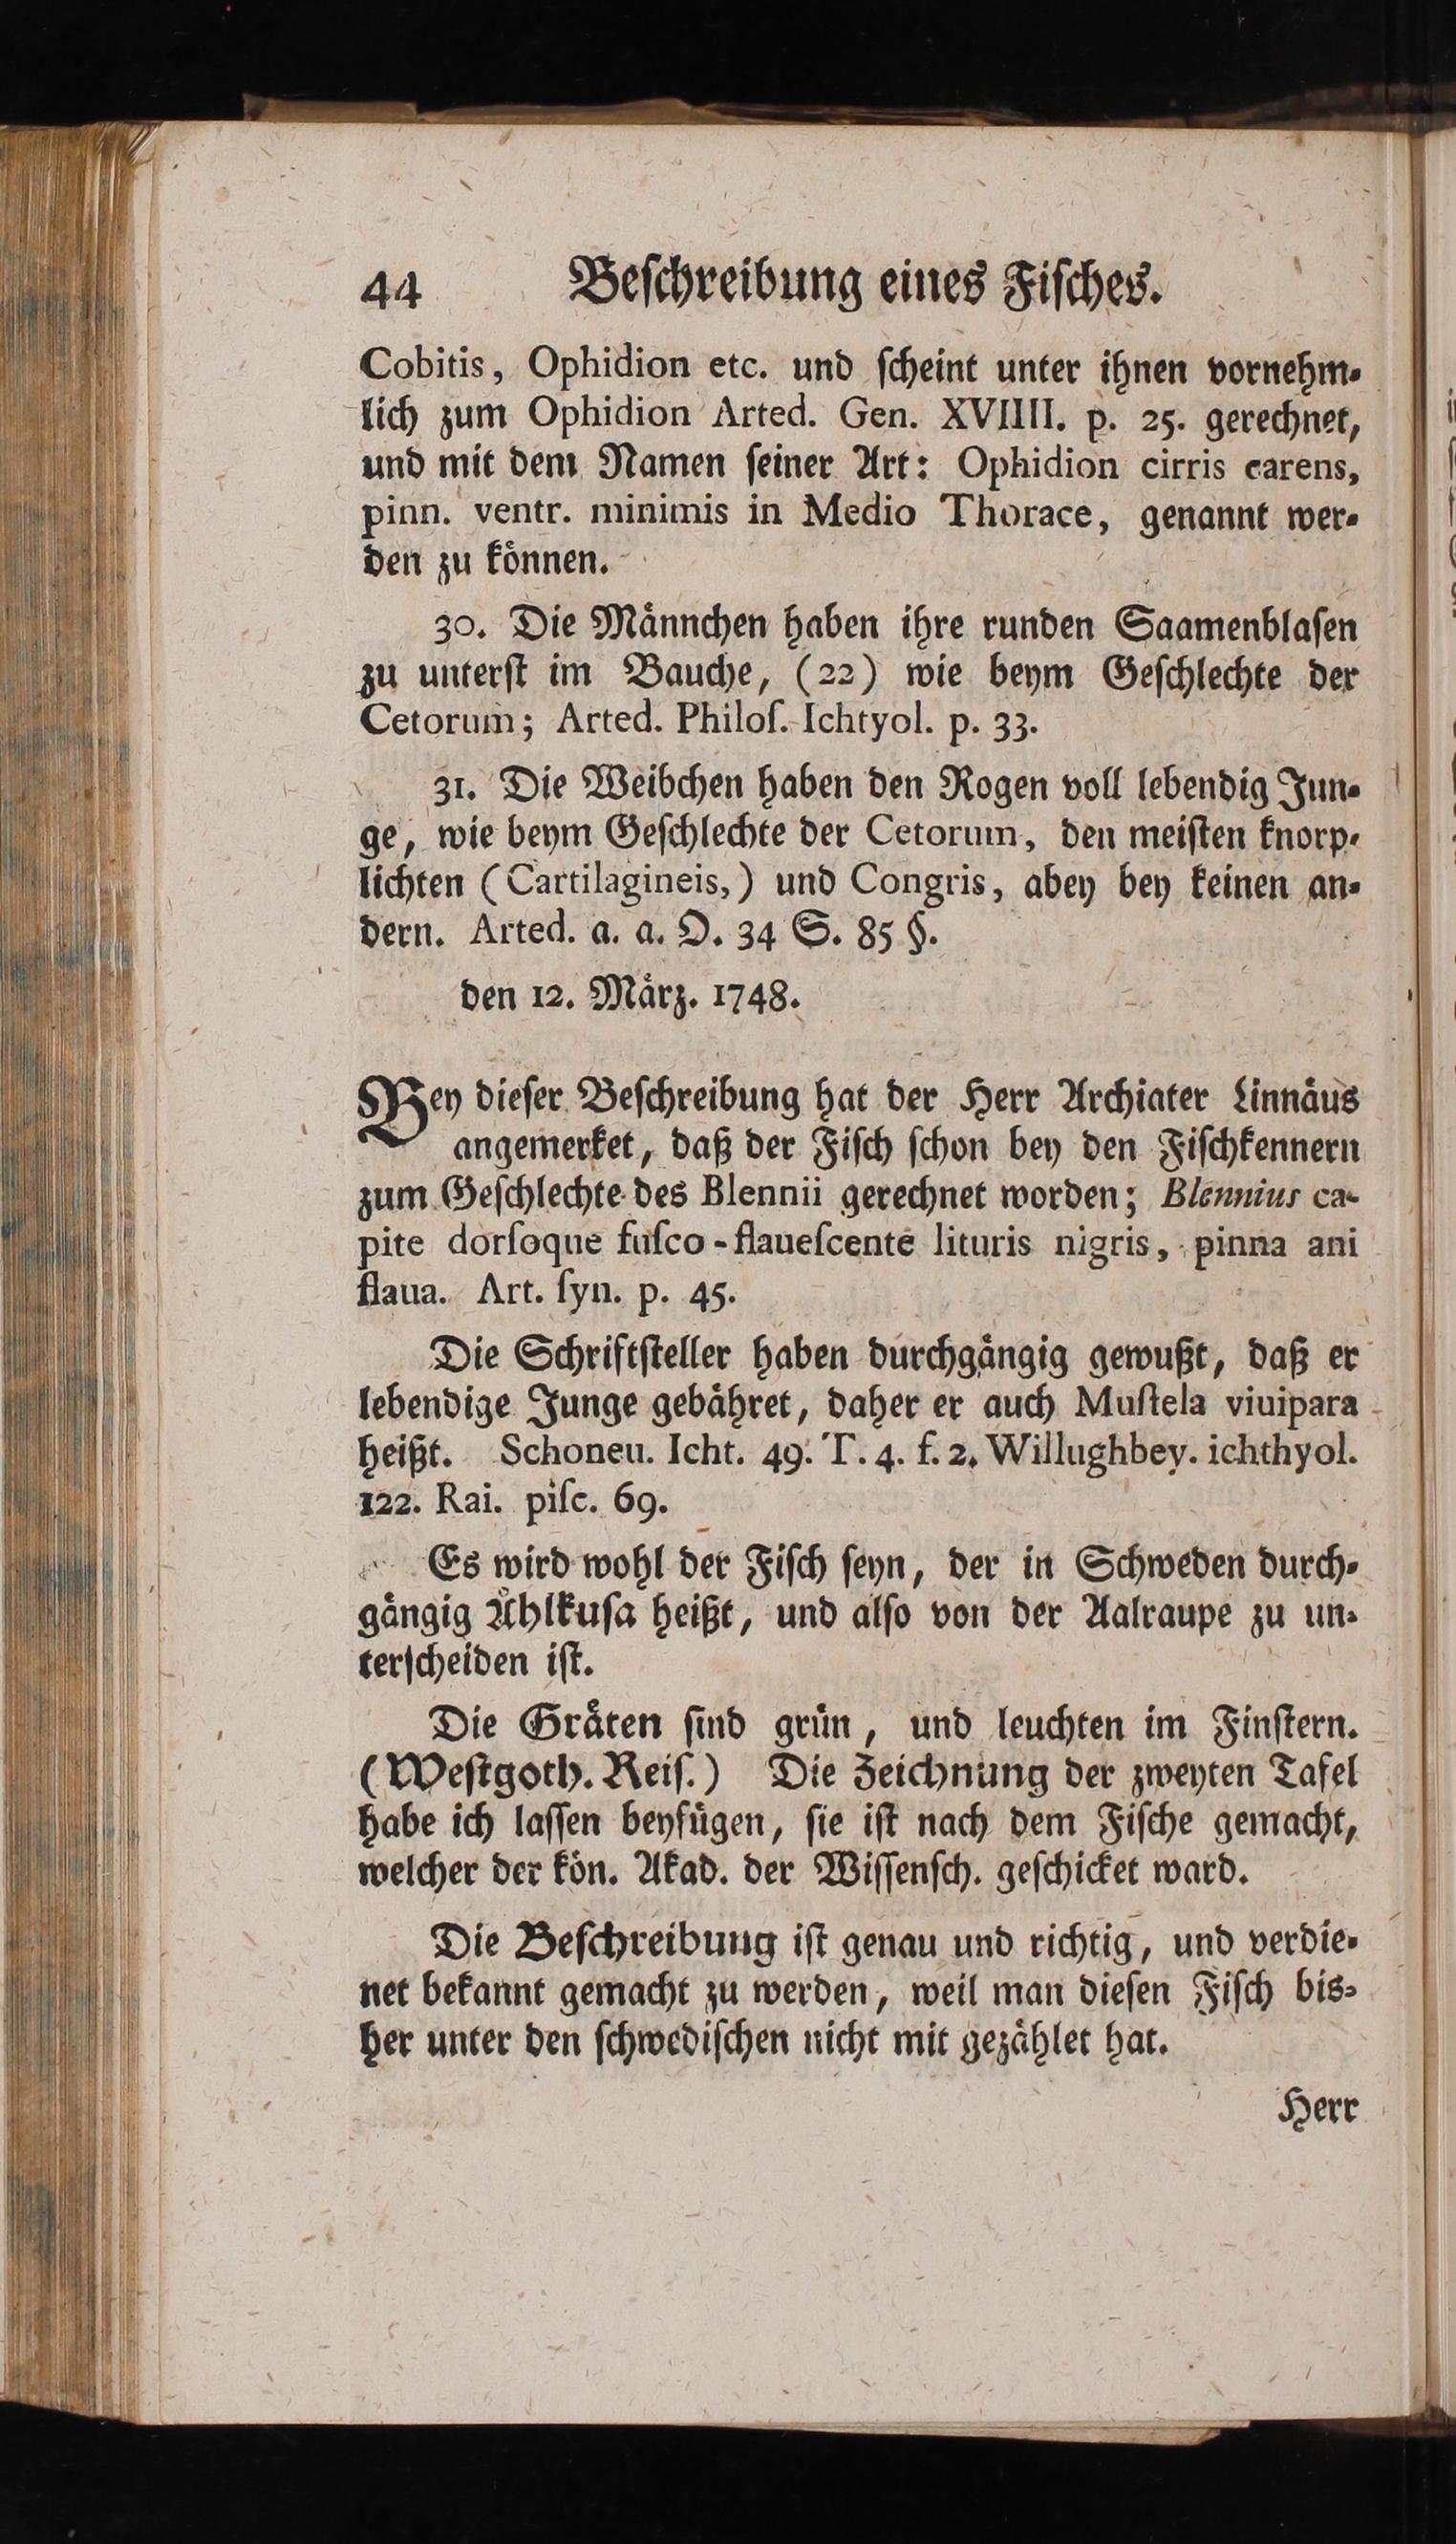 44 Beſchreibung eines Fiſches.
Cobitis, Ophidion etc. und ſcheint unter ihnen vornehm-
lich zum Ophidion Arted. Gen. XVIIII. p. 25. gerechnet,
und mit dem Namen ſeiner Art: Ophidion cirris carens,
pinn. ventr. minimis in Medio Thorace, genannt wer-
den zu können.
30. Die Männchen haben ihre runden Saamenblaſen
zu unterſt im Bauche, (22) wie beym Geſchlechte der
Cetorum; Arted. Philoſ. Ichtyol. p. 33.
31. Die Weibchen haben den Rogen voll lebendig Jun-
ge, wie beym Geſchlechte der Cetorum, den meiſten knorp-
lichten (Cartilagineis,) und Congris, abey bey keinen an-
dern. Arted. a. a. O. 34 S. 85 §.
den 12. März. 1748.
Bey dieſer Beſchreibung hat der Herr Archiater Linnäus
angemerket, daß der Fiſch ſchon bey den Fiſchkennern
zum Geſchlechte des Blennii gerechnet worden; Blennius ca-
pite dorſoque fuſco-flaueſcente lituris nigris, pinna ani
flaua. Art. ſyn. p. 45.
Die Schriftſteller haben durchgängig gewußt, daß er
lebendige Junge gebähret, daher er auch Muſtela viuipara
heißt. Schoneu. Icht. 49. T. 4. f. 2. Willughbey. ichthyol.
122. Rai. piſc. 69.
Es wird wohl der Fiſch ſeyn, der in Schweden durch-
gängig Åhlkuſa heißt, und alſo von der Aalraupe zu un-
terſcheiden iſt.
Die Gräten ſind grün, und leuchten im Finſtern.
(Weſtgoth. Reiſ.) Die Zeichnung der zweyten Tafel
habe ich laſſen beyfügen, ſie iſt nach dem Fiſche gemacht,
welcher der kön. Akad. der Wiſſenſch. geſchicket ward.
Die Beſchreibung iſt genau und richtig, und verdie-
net bekannt gemacht zu werden, weil man dieſen Fiſch bis-
her unter den ſchwediſchen nicht mit gezählet hat.
Herr